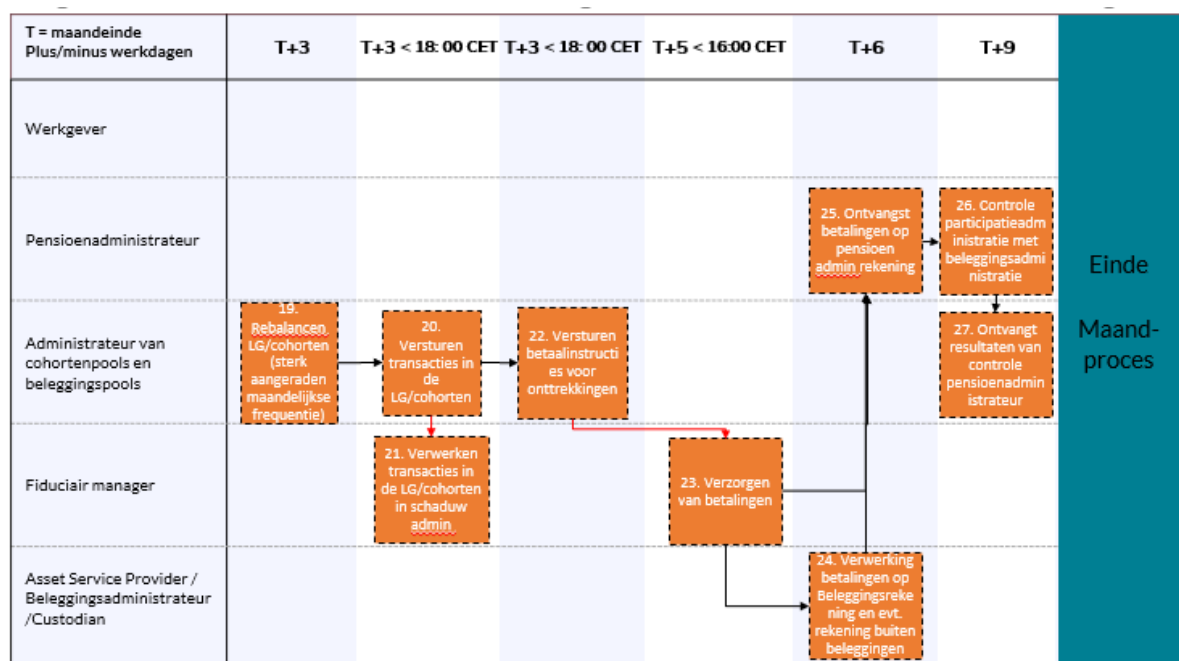 T = maandeinde
Plus/minus werkdagen
T+3
T+3 < 18:00 CET
T+3 < 18:00 CET
T+5 < 16:00 CET
T+6
T+9
Werkgever
Pensioenadministrateur
25. Ontvangst
betalingen op
pensioen
admin rekening
26. Controle
participatieadm
inistratie met
beleggingsadmi
nistratie
Einde
Maand-
proces
Administrateur van
cohortenpools en
beleggingspools
19.
Rebalancen
LG/cohorten
(sterk
aangeraden
maandelijkse
frequentie)
20.
Versturen
transacties in
de
LG/cohorten
22. Versturen
betaalinstructi
es voor
onttrekkingen
27. Ontvangt
resultaten van
controle
pensioenadmin
istrateur
Fiduciair manager
21. Verwerken
transacties in
de LG/cohorten
in schaduw
admin
23. Verzorgen
van betalingen
Asset Service Provider /
Beleggingsadministrateur
/Custodian
24. Verwerking
betalingen op
Beleggingsreke
ning en evt.
rekening buiten
beleggingen